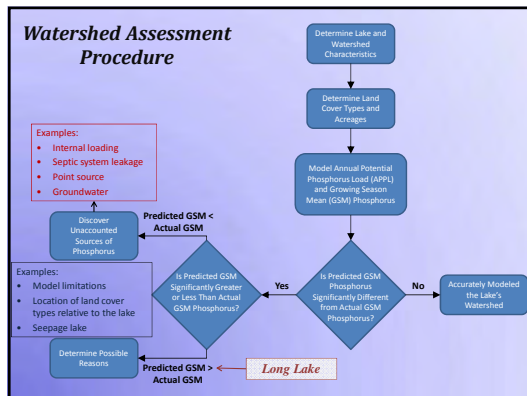 Watershed Assessment
Procedure
Determine Lake and
Watershed
Characteristics
Determine Land
Cover Types and
Acreages
Model Annual Potential
Phosphorus Load (APPL)
and Growing Season
Mean (GSM) Phosphorus
Examples:
• Internal loading
• Septic system leakage
• Point source
• Groundwater
Discover
Unaccounted
Sources of
Phosphorus
Predicted GSM <
Actual GSM
Examples:
• Model limitations
• Location of land cover
types relative to the lake
• Seepage lake
Is Predicted GSM
Significantly Greater
or Less Than Actual
GSM Phosphorus?
Yes
Is Predicted GSM
Phosphorus
Significantly Different
from Actual GSM
Phosphorus?
No
Accurately Modeled
the Lake's
Watershed
Determine Possible
Reasons
Predicted GSM >
Actual GSM
Long Lake